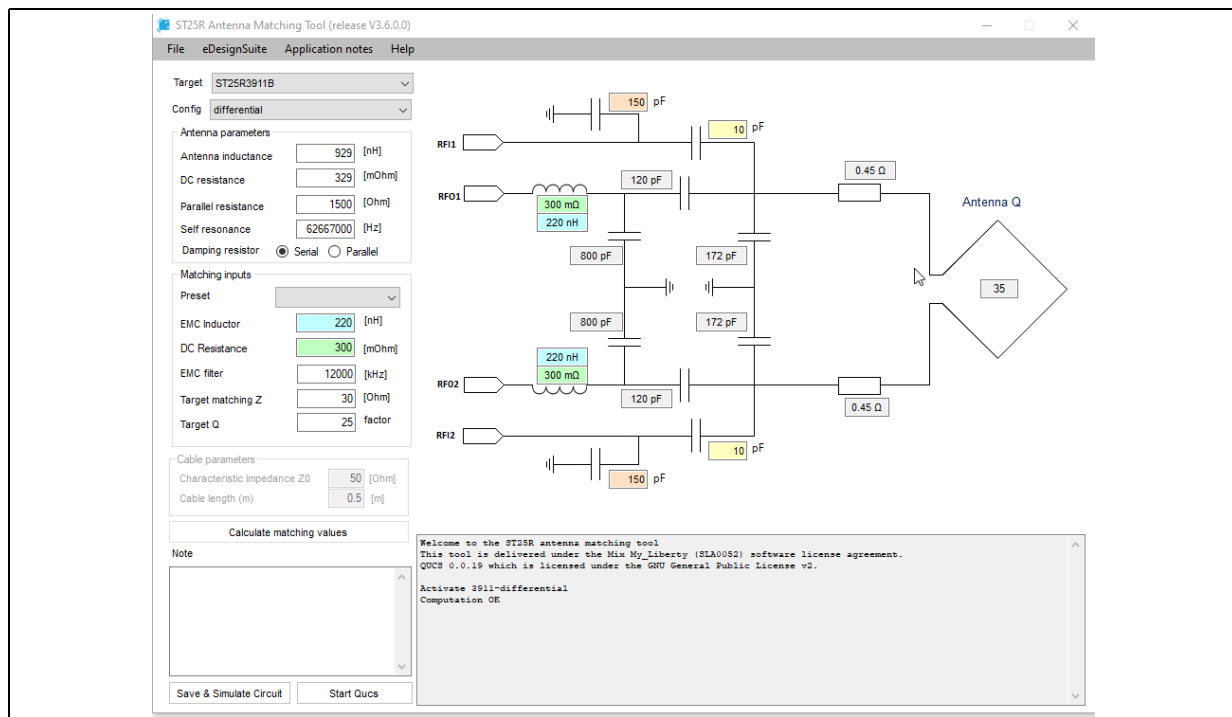 ST25R Antenna Matching Tool (release V3.6.0.0)
File eDesignSuite Application notes Help
Target ST25R3911B
Config differential
Antenna parameters
Antenna inductance 929 [nH]
DC resistance 329 [mOhm]
Parallel resistance 1500 [Ohm]
Self resonance 62667000 [Hz]
Damping resistor Serial Parallel
Matching inputs
Preset
EMC Inductor 220 [nH]
DC Resistance 300 [mOhm]
EMC filter 12000 [kHz]
Target matching Z 30 [Ohm]
Target Q 25 factor
Cable parameters
Characteristic Impedance Z0 50 [Ohm]
Cable length (m) 0.5 [m]
Calculate matching values
Note
Save & Simulate Circuit Start Qucs
150 pF
10 pF
RFI1
0.45 Ω
120 pF
RFO1
300 mΩ
220 nH
Antenna Q
800 pF 172 pF
35
800 pF 172 pF
220 nH
300 mΩ
RFO2
120 pF
0.45 Ω
RFI2
10 pF
150 pF
Welcome to the ST25R antenna matching tool
This tool is delivered under the Mix My_Liberty (SLA0052) software license agreement.
QUCS 0.0.19 which is licensed under the GNU General Public License v2.
Activate 3911-differential
Computation OK